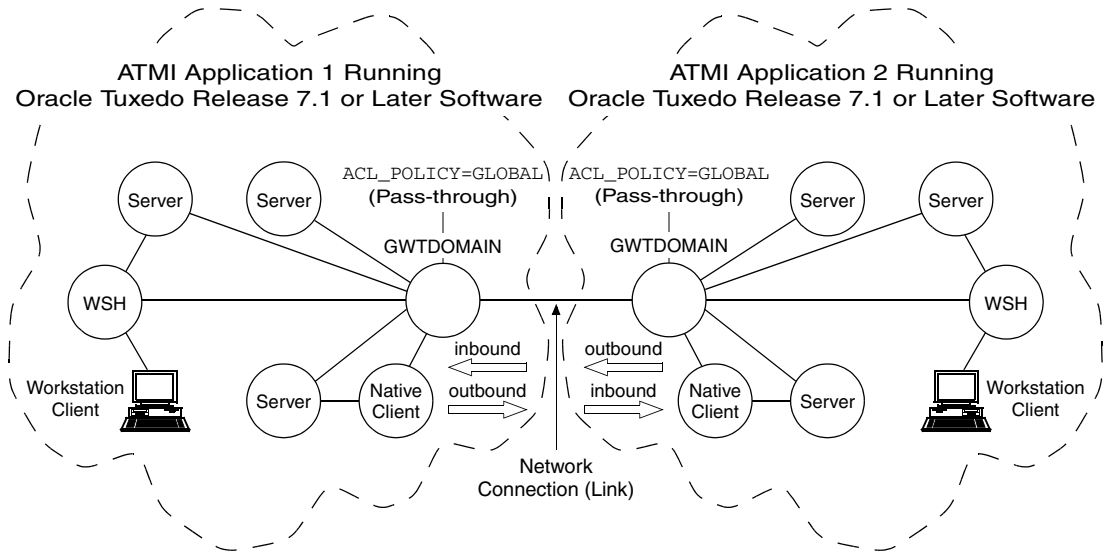 ATMI Application 1 Running
Oracle Tuxedo Release 7.1 or Later Software
ATMI Application 2 Running
Oracle Tuxedo Release 7.1 or Later Software
ACL_POLICY=GLOBAL
(Pass-through)
ACL_POLICY=GLOBAL
(Pass-through)
Server
Server
Server
Server
GWTDOMAIN
GWTDOMAIN
WSH
WSH
inbound
outbound
outbound
inbound
Workstation
Client
Server
Native
Client
Native
Client
Server
Workstation
Client
Network
Connection (Link)